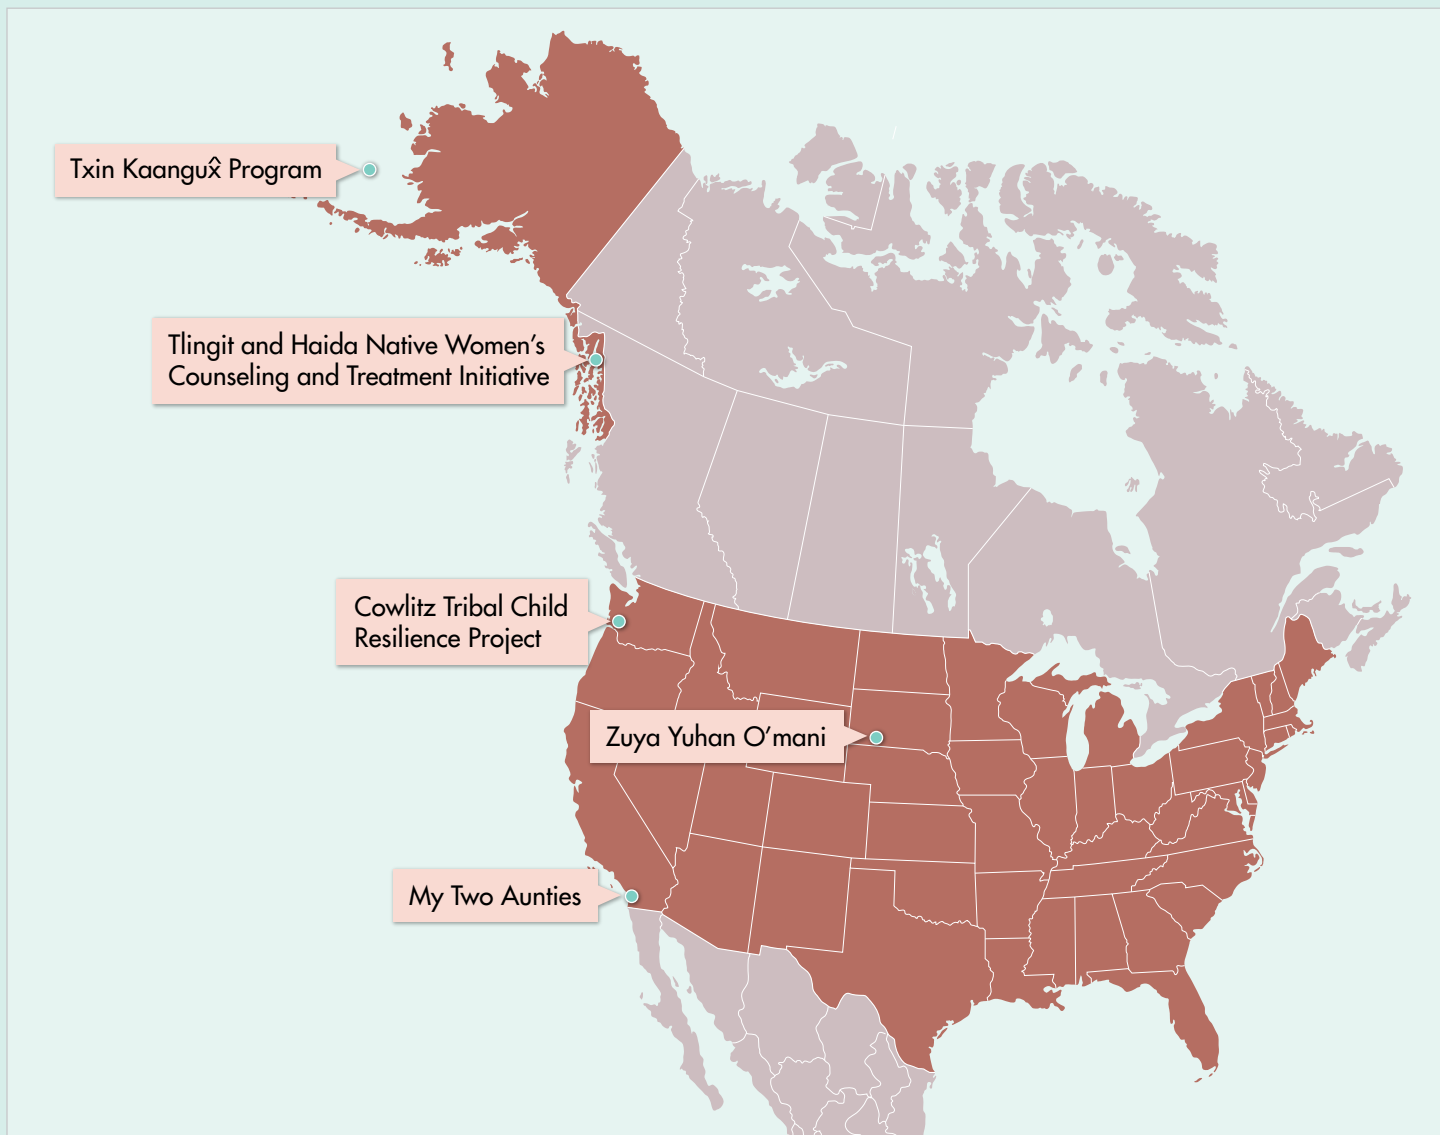 Txin Kaangux̂ Program
Tlingit and Haida Native Women’s
Counseling and Treatment Initiative
Cowlitz Tribal Child
Resilience Project
Zuya Yuhan O’mani
My Two Aunties